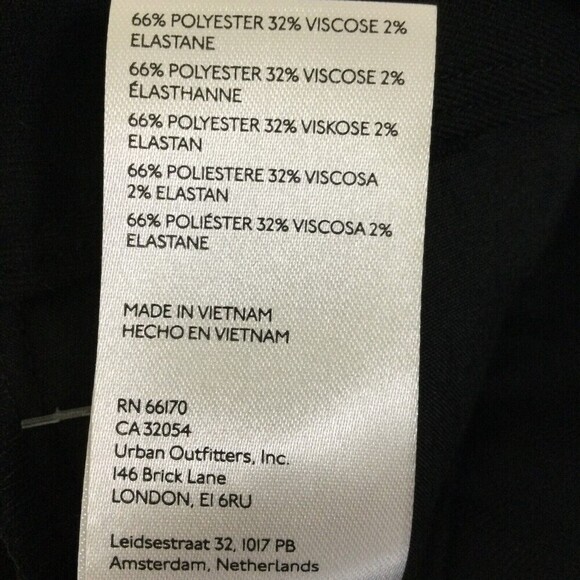 66% POLYESTER 32% VISCOSE 2%
ELASTANE
66% POLYESTER 32% VISCOSE 2%
ÉLASTHANNE
66% POLYESTER 32% VISKOSE 2%
ELASTAN
66% POLIESTERE 32% VISCOSA
2% ELASTAN
66% POLIÉSTER 32% VISCOSA 2%
ELASTANE
MADE IN VIETNAM
HECHO EN VIETNAM
RN 66170
CA 32054
Urban Outfitters, Inc.
146 Brick Lane
LONDON, E1 6RU
Leidsestraat 32, 1017 PB
Amsterdam, Netherlands